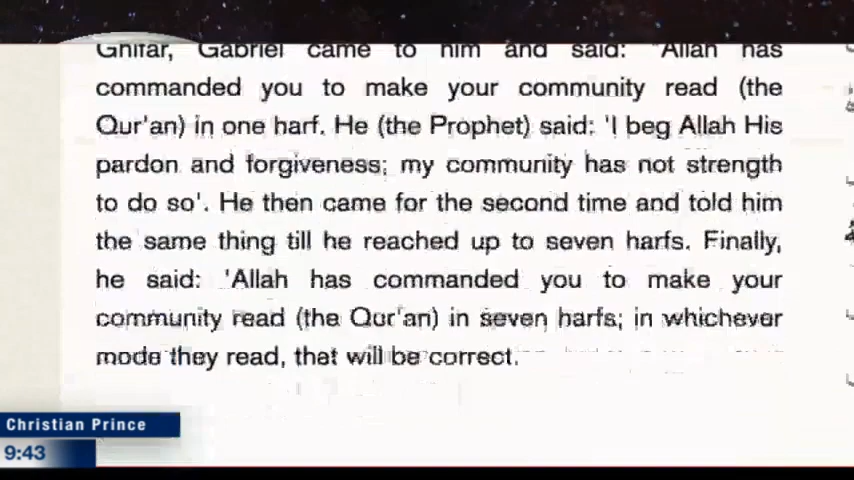 Ghifar, Gabriel came to him and said: "Allah has
commanded you to make your community read (the
Qur'an) in one harf. He (the Prophet) said: 'I beg Allah His
pardon and forgiveness; my community has not strength
to do so'. He then came for the second time and told him
the same thing till he reached up to seven harfs. Finally,
he said: 'Allah has commanded you to make your
community read (the Qur'an) in seven harfs; in whichever
mode they read, that will be correct.
Christian Prince
9:43